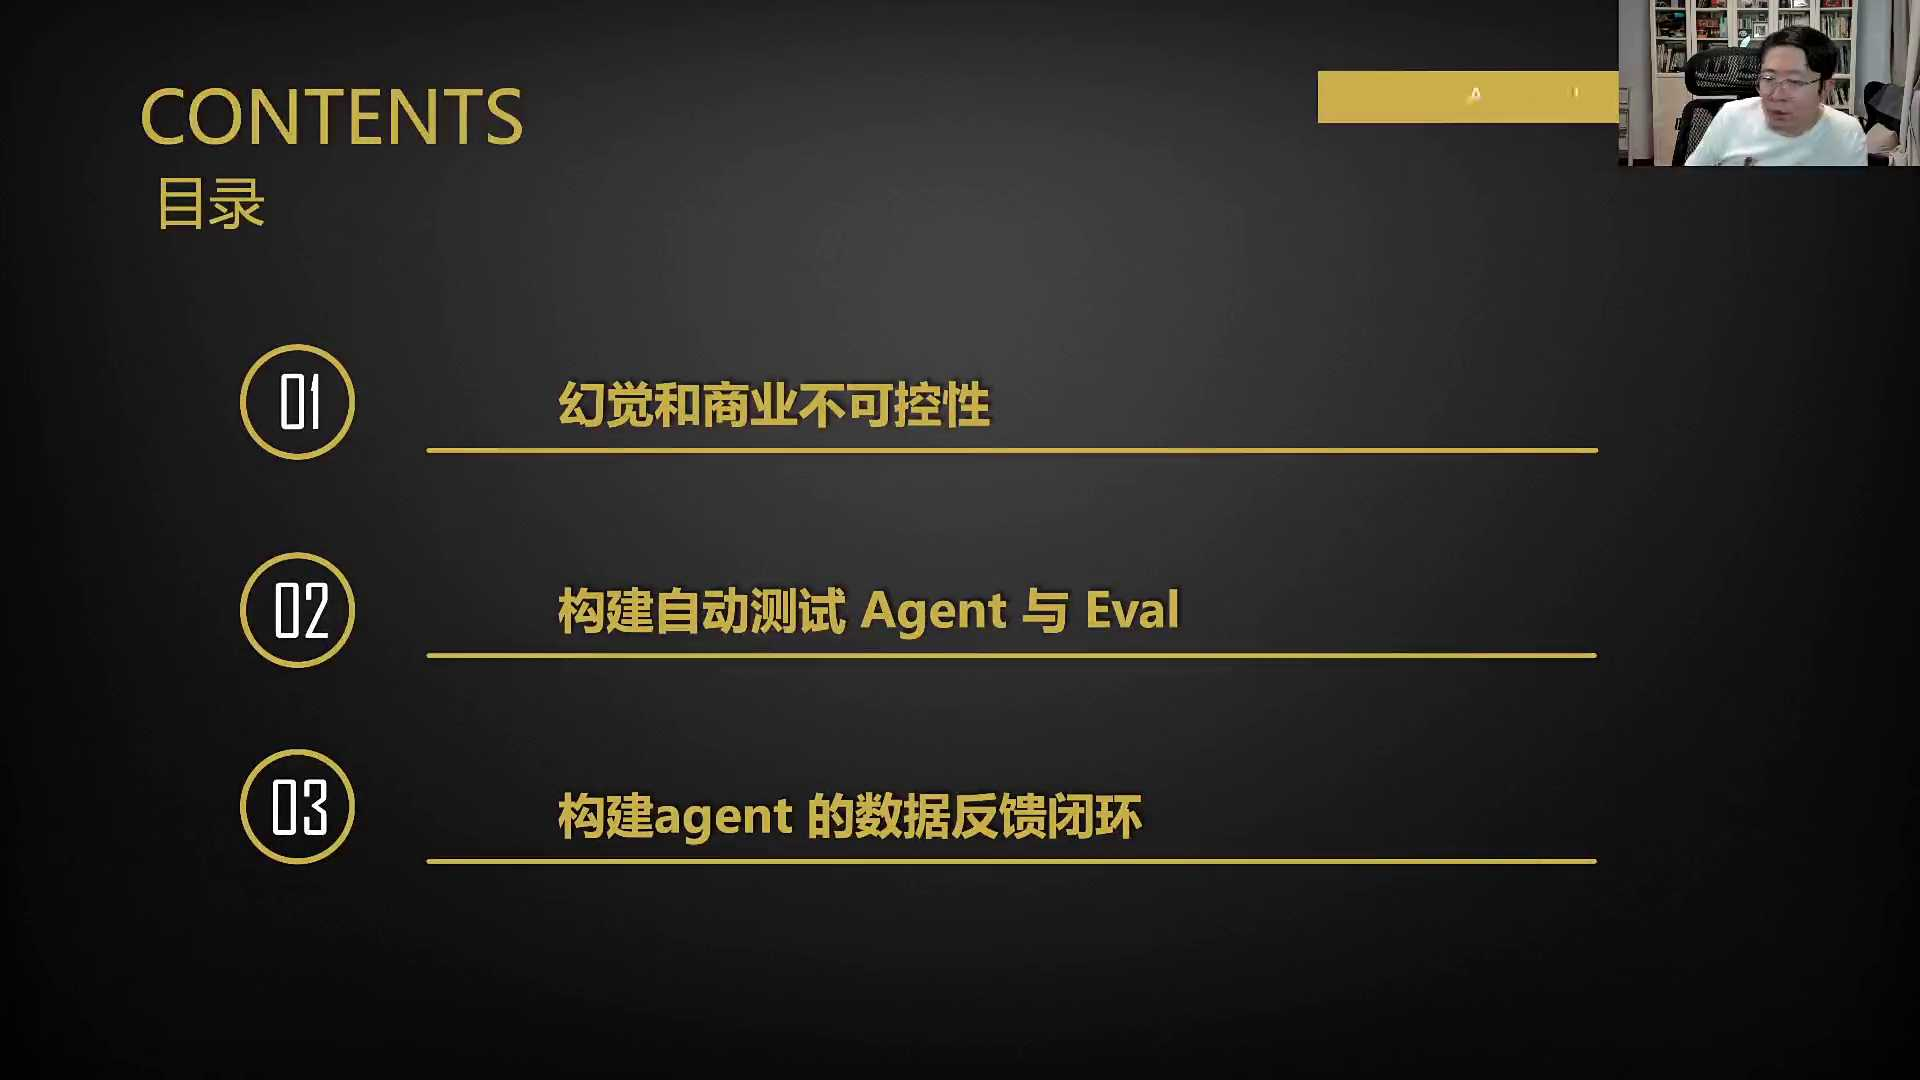 CONTENTS
目录
01
幻觉和商业不可控性
02
构建自动测试 Agent 与 Eval
03
构建agent 的数据反馈闭环